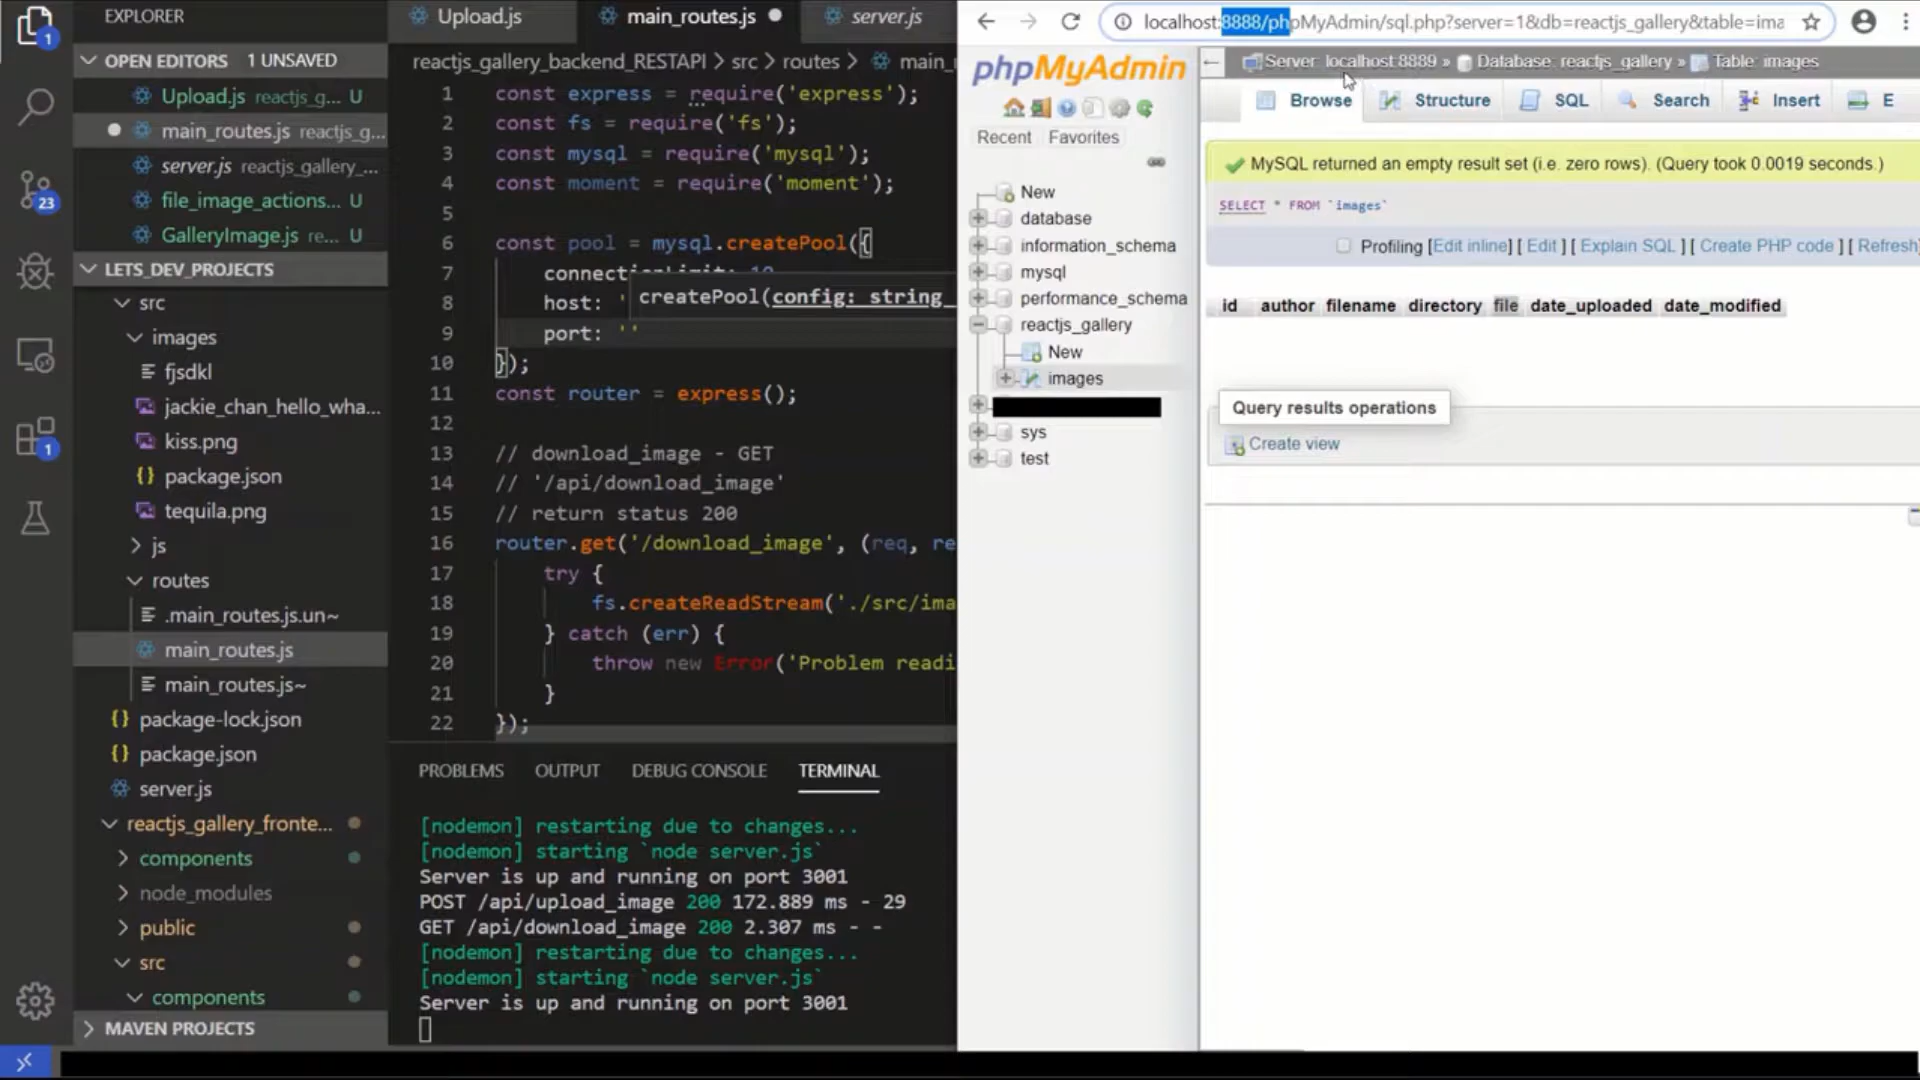 EXPLORER
OPEN EDITORS 1 UNSAVED
Upload.js reactjs_g... U
main_routes.js reactjs_g...
server.js reactjs_gallery_...
file_image_actions... U
GalleryImage.js re... U
LETS_DEV_PROJECTS
src
images
fjsdkl
jackie_chan_hello_wha...
kiss.png
package.json
tequila.png
js
routes
.main_routes.js.un~
main_routes.js
main_routes.js~
package-lock.json
package.json
server.js
reactjs_gallery_fronte...
components
node_modules
public
src
components
MAVEN PROJECTS
1
23
1
Upload.js main_routes.js server.js
reactjs_gallery_backend_RESTAPI > src > routes > main_
1 const express = require('express');
2 const fs = require('fs');
3 const mysql = require('mysql');
4 const moment = require('moment');
5
6 const pool = mysql.createPool({
7 connectionLimit: 10
8 host: '
createPool(config: string
9 port: ''
10 });
11 const router = express();
12
13 // download_image - GET
14 // '/api/download_image'
15 // return status 200
16 router.get('/download_image', (req, re
17 try {
18 fs.createReadStream('./src/ima
19 } catch (err) {
20 throw new Error('Problem readi
21 }
22 });
PROBLEMS OUTPUT DEBUG CONSOLE TERMINAL
[nodemon] restarting due to changes...
[nodemon] starting `node server.js`
Server is up and running on port 3001
POST /api/upload_image 200 172.889 ms - 29
GET /api/download_image 200 2.307 ms - -
[nodemon] restarting due to changes...
[nodemon] starting `node server.js`
Server is up and running on port 3001
localhost:8888/phpMyAdmin/sql.php?server=1&db=reactjs_gallery&table=ima
phpMyAdmin
Recent Favorites
New
database
information_schema
mysql
performance_schema
reactjs_gallery
New
images
sys
test
Server: localhost:8889 » Database: reactjs_gallery » Table: images
Browse Structure SQL Search Insert E
MySQL returned an empty result set (i.e. zero rows). (Query took 0.0019 seconds.)
SELECT * FROM `images`
Profiling [Edit inline] [ Edit ] [ Explain SQL ] [ Create PHP code ] [ Refresh
id author filename directory file date_uploaded date_modified
Query results operations
Create view